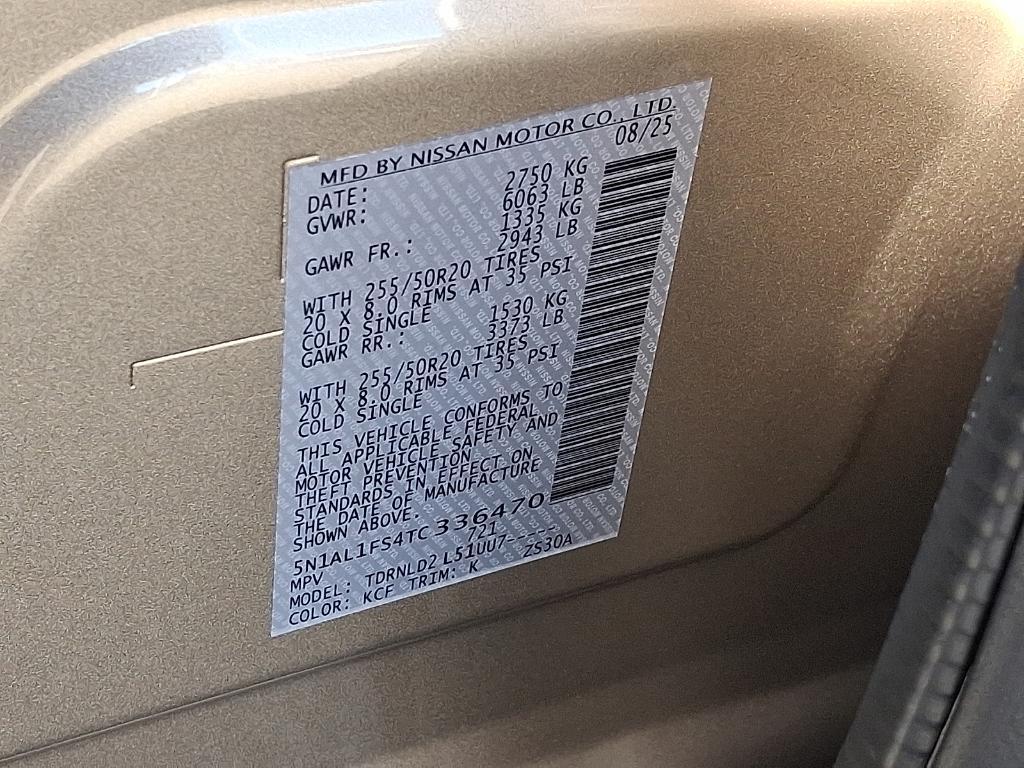 MFD BY NISSAN MOTOR CO., LTD.
DATE: 08/25
GVWR: 2750 KG
6063 LB
GAWR FR.: 1335 KG
2943 LB
WITH 255/50R20 TIRES
20 X 8.0 RIMS AT 35 PSI
COLD SINGLE
GAWR RR.: 1530 KG
3373 LB
WITH 255/50R20 TIRES
20 X 8.0 RIMS AT 35 PSI
COLD SINGLE
THIS VEHICLE CONFORMS TO
ALL APPLICABLE FEDERAL
MOTOR VEHICLE SAFETY AND
THEFT PREVENTION
STANDARDS IN EFFECT ON
THE DATE OF MANUFACTURE
SHOWN ABOVE.
5N1AL1FS4TC336470
MPV 721
MODEL: TDRNLD2 L51UU7-----
COLOR: KCF TRIM: K ZS30A